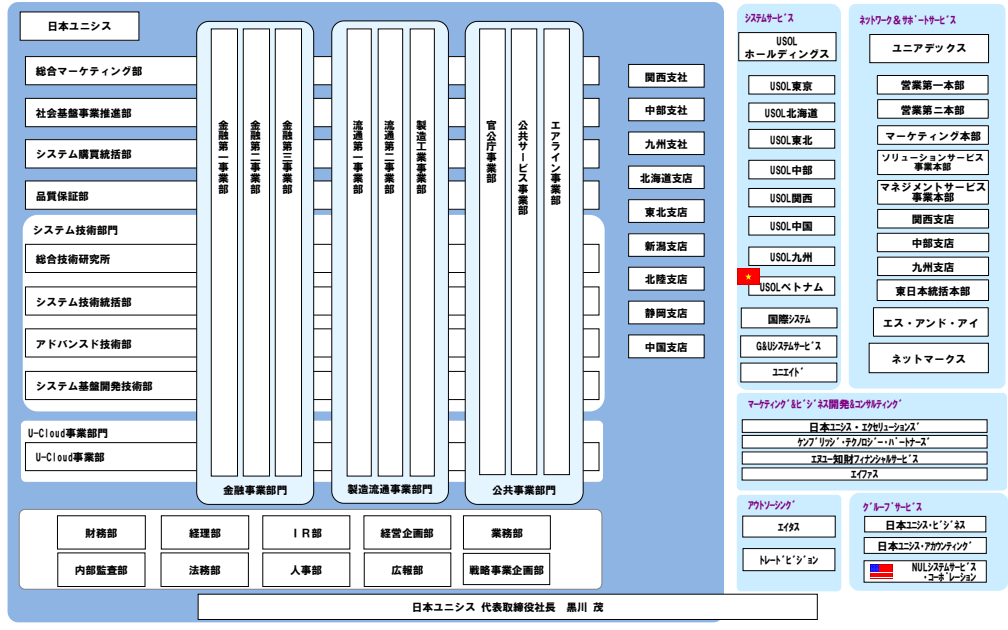 日本ユニシス
総合マーケティング部
社会基盤事業推進部
システム購買統括部
品質保証部
システム技術部門
総合技術研究所
システム技術統括部
アドバンスド技術部
システム基盤開発技術部
U-Cloud事業部門
U-Cloud事業部
金融第一事業部
金融第二事業部
金融第三事業部
金融事業部門
流通第一事業部
流通第二事業部
製造工業事業部
製造流通事業部門
官公庁事業部
公共サービス事業部
エアライン事業部
公共事業部門
関西支社
中部支社
九州支社
北海道支店
東北支店
新潟支店
北陸支店
静岡支店
中国支店
財務部
経理部
IR部
経営企画部
業務部
内部監査部
法務部
人事部
広報部
戦略事業企画部
日本ユニシス 代表取締役社長 黒川 茂
システムサービス
USOL
ホールディングス
USOL東京
USOL北海道
USOL東北
USOL中部
USOL関西
USOL中国
USOL九州
USOLベトナム
国際システム
G&Uシステムサービス
ユニエイド
ネットワーク&サポートサービス
ユニアデックス
営業第一本部
営業第二本部
マーケティング本部
ソリューションサービス
事業本部
マネジメントサービス
事業本部
関西支店
中部支店
九州支店
東日本統括本部
エス・アンド・アイ
ネットマークス
マーケティング&ビジネス開発&コンサルティング
日本ユニシス・エクセリューションズ
ケンブリッジ・テクノロジー・パートナーズ
エヌユー知財フィナンシャルサービス
エイファス
アウトソーシング
エイタス
トレードビジョン
グループサービス
日本ユニシス・ビジネス
日本ユニシス・アカウンティング
NULシステムサービス
・コーポレーション